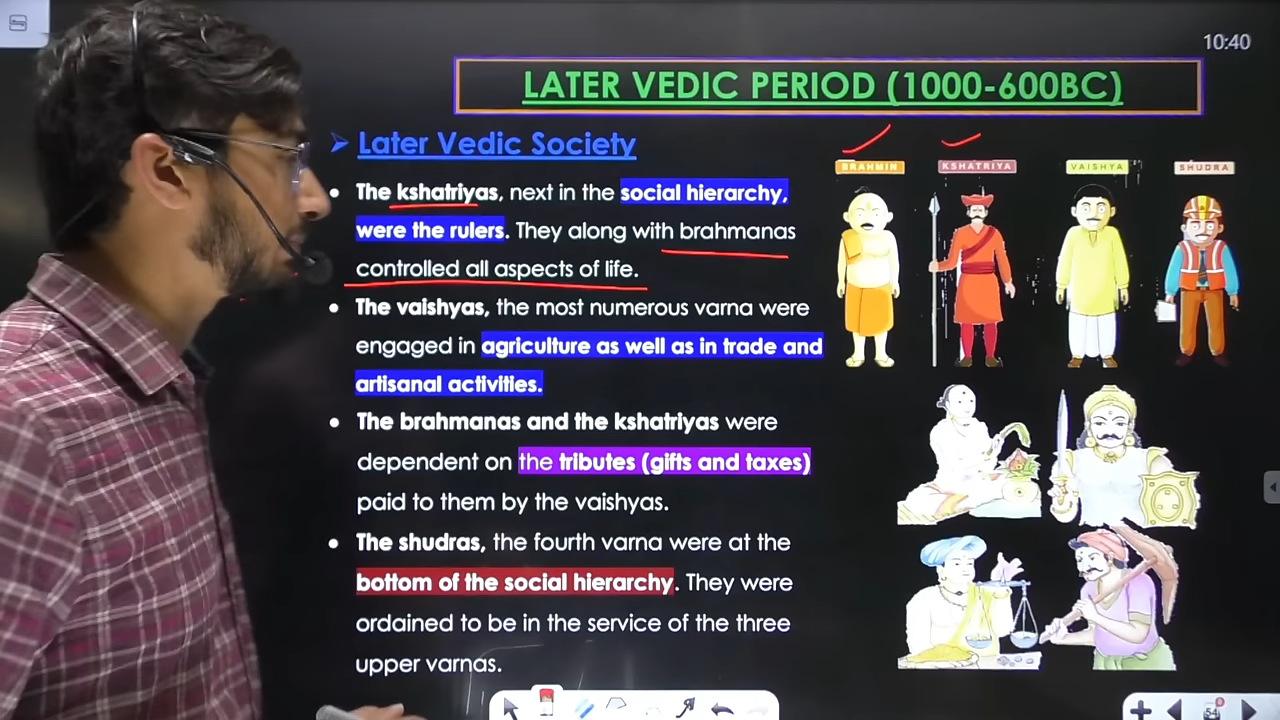 10:40
LATER VEDIC PERIOD (1000-600BC)
Later Vedic Society
BRAHMIN
KSHATRIYA
VAISHYA
SHUDRA
The kshatriyas, next in the social hierarchy,
were the rulers. They along with brahmanas
controlled all aspects of life.
The vaishyas, the most numerous varna were
engaged in agriculture as well as in trade and
artisanal activities.
The brahmanas and the kshatriyas were
dependent on the tributes (gifts and taxes)
paid to them by the vaishyas.
The shudras, the fourth varna were at the
bottom of the social hierarchy. They were
ordained to be in the service of the three
upper varnas.
54